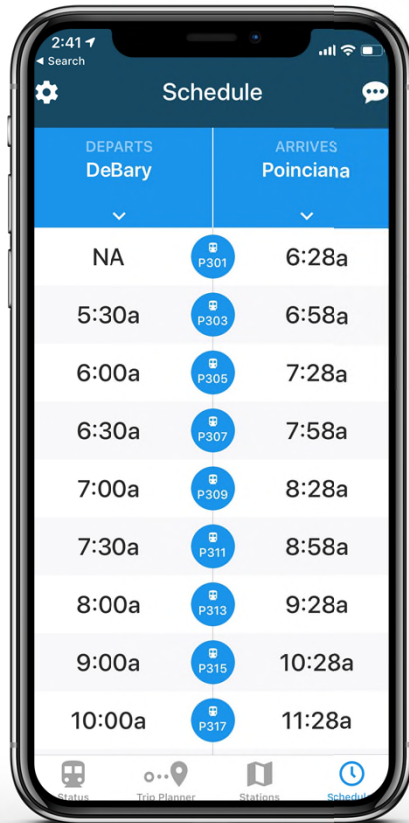 2:41
Search
Schedule
DEPARTS
DeBary
ARRIVES
Poinciana
NA P301 6:28a
5:30a P303 6:58a
6:00a P305 7:28a
6:30a P307 7:58a
7:00a P309 8:28a
7:30a P311 8:58a
8:00a P313 9:28a
9:00a P315 10:28a
10:00a P317 11:28a
Status Trip Planner Stations Schedul